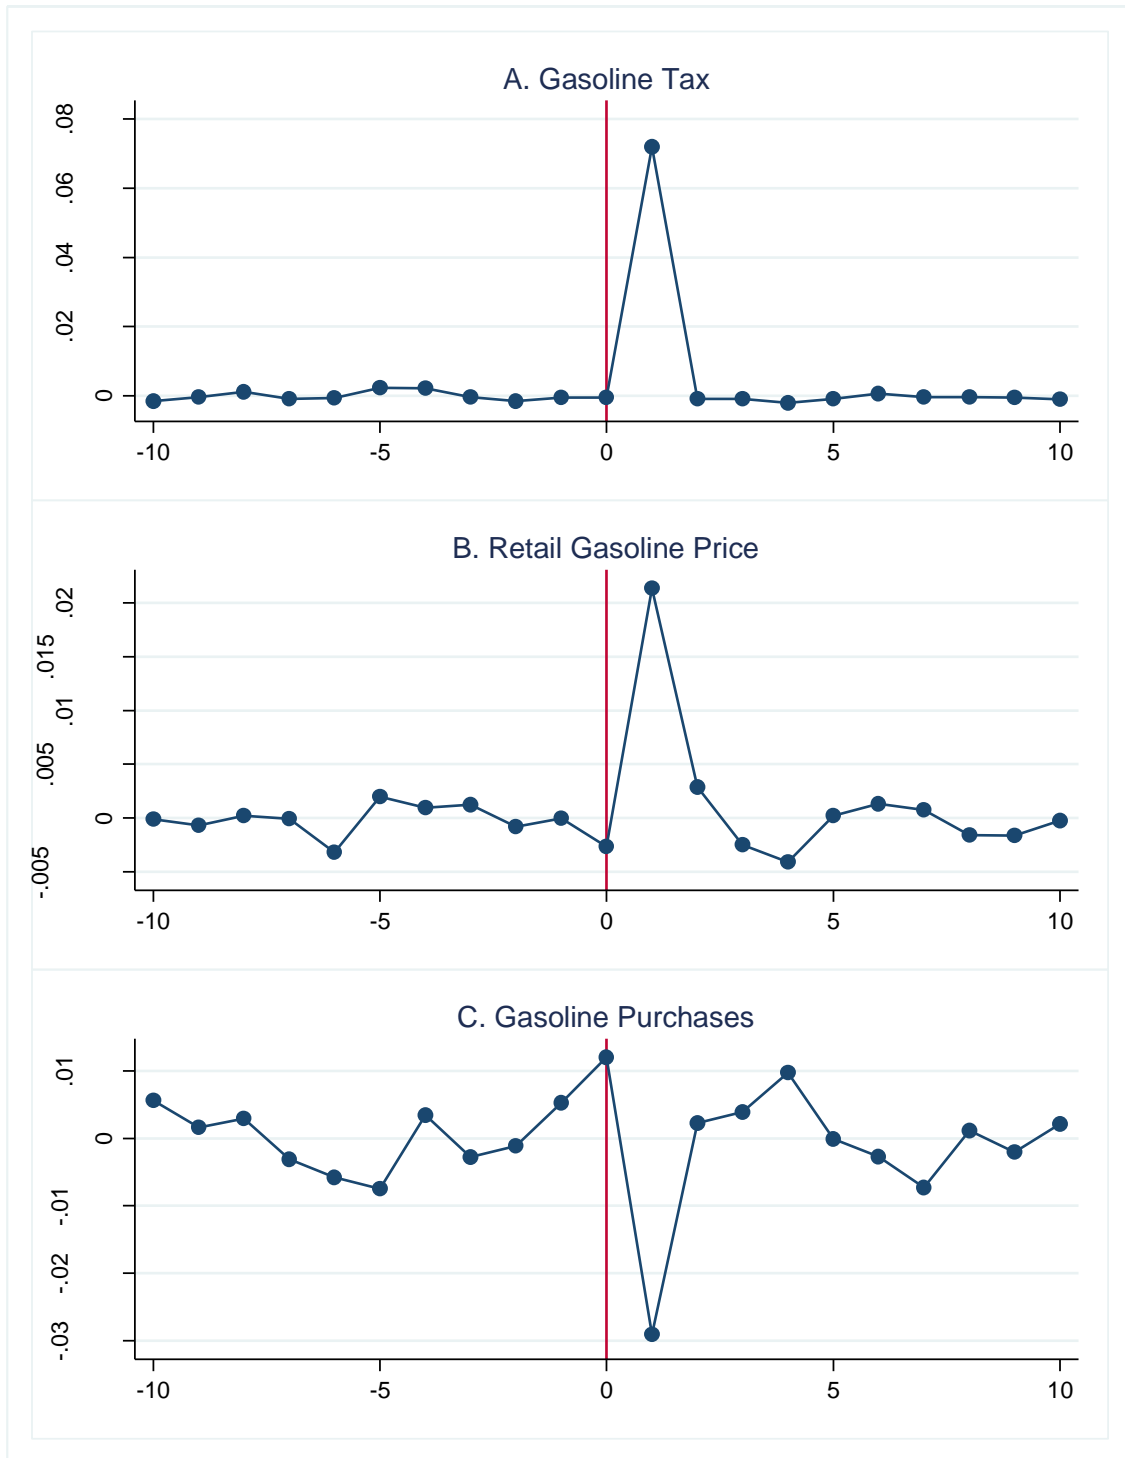 A. Gasoline Tax
.08
.06
.04
.02
0
-10 -5 0 5 10
B. Retail Gasoline Price
.02
.015
.01
.005
0
-.005
-10 -5 0 5 10
C. Gasoline Purchases
.01
0
-.01
-.02
-.03
-10 -5 0 5 10